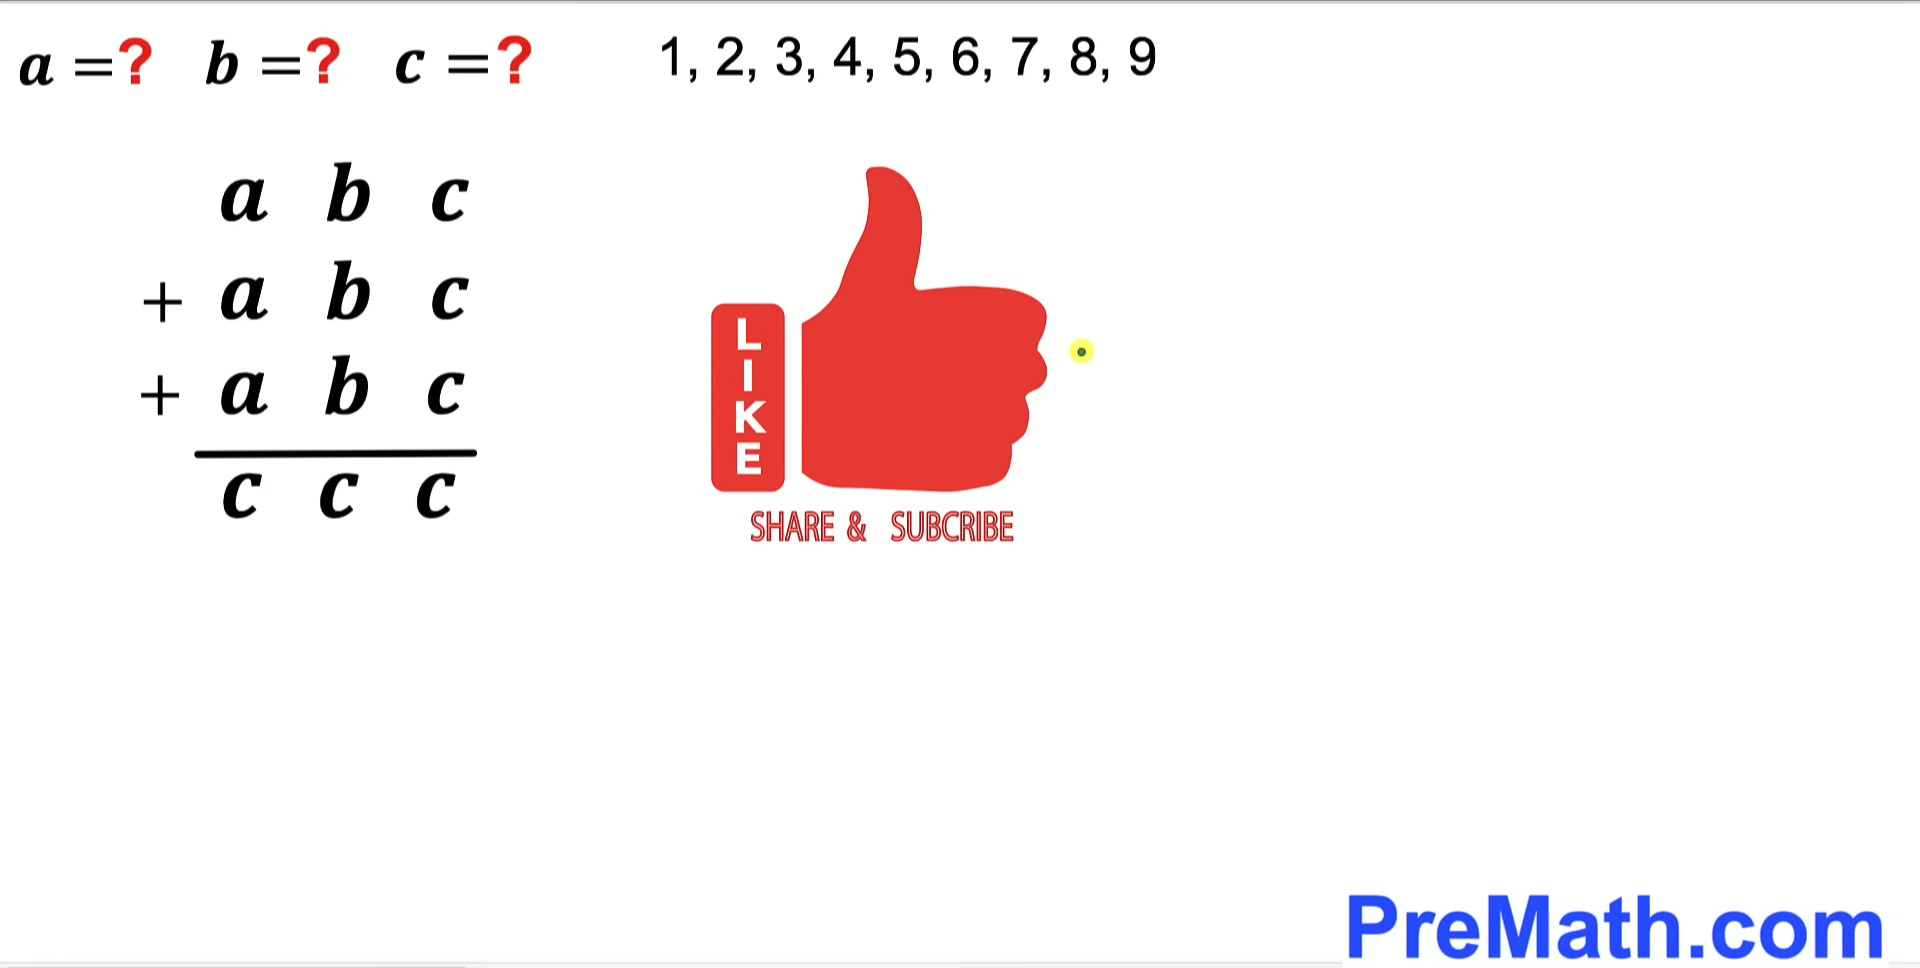 a =? b =? c =? 1, 2, 3, 4, 5, 6, 7, 8, 9
a b c
+ a b c
+ a b c
c c c
LIKE
SHARE & SUBCRIBE
PreMath.com